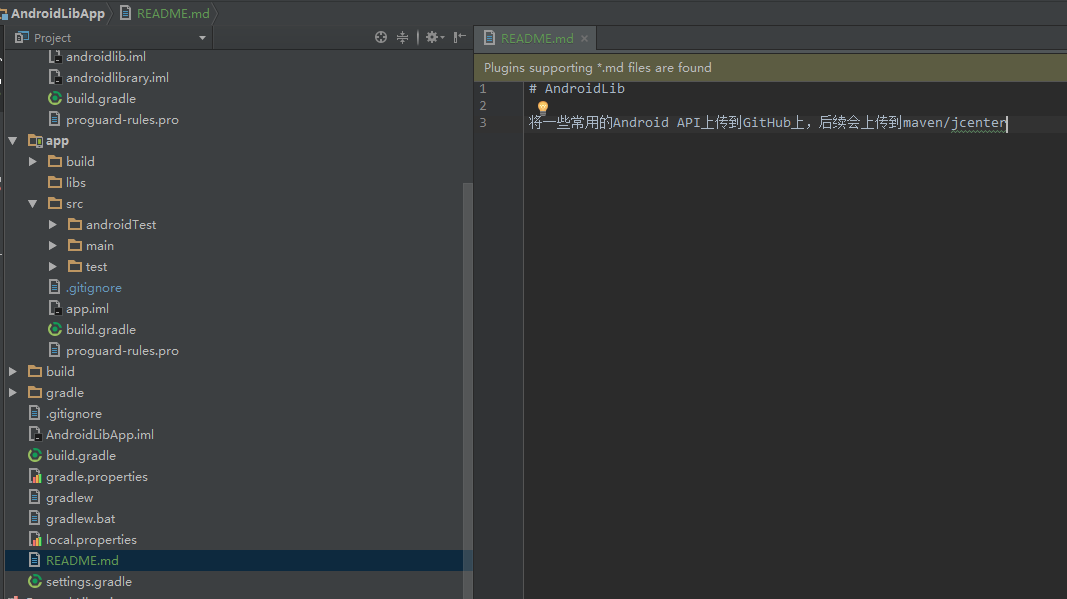 AndroidLibApp README.md
Project
androidlib.iml
androidlibrary.iml
build.gradle
proguard-rules.pro
app
build
libs
src
androidTest
main
test
.gitignore
app.iml
build.gradle
proguard-rules.pro
build
gradle
.gitignore
AndroidLibApp.iml
build.gradle
gradle.properties
gradlew
gradlew.bat
local.properties
README.md
settings.gradle
README.md
Plugins supporting *.md files are found
1 # AndroidLib
2
3 将一些常用的Android API上传到GitHub上，后续会上传到maven/jcenter